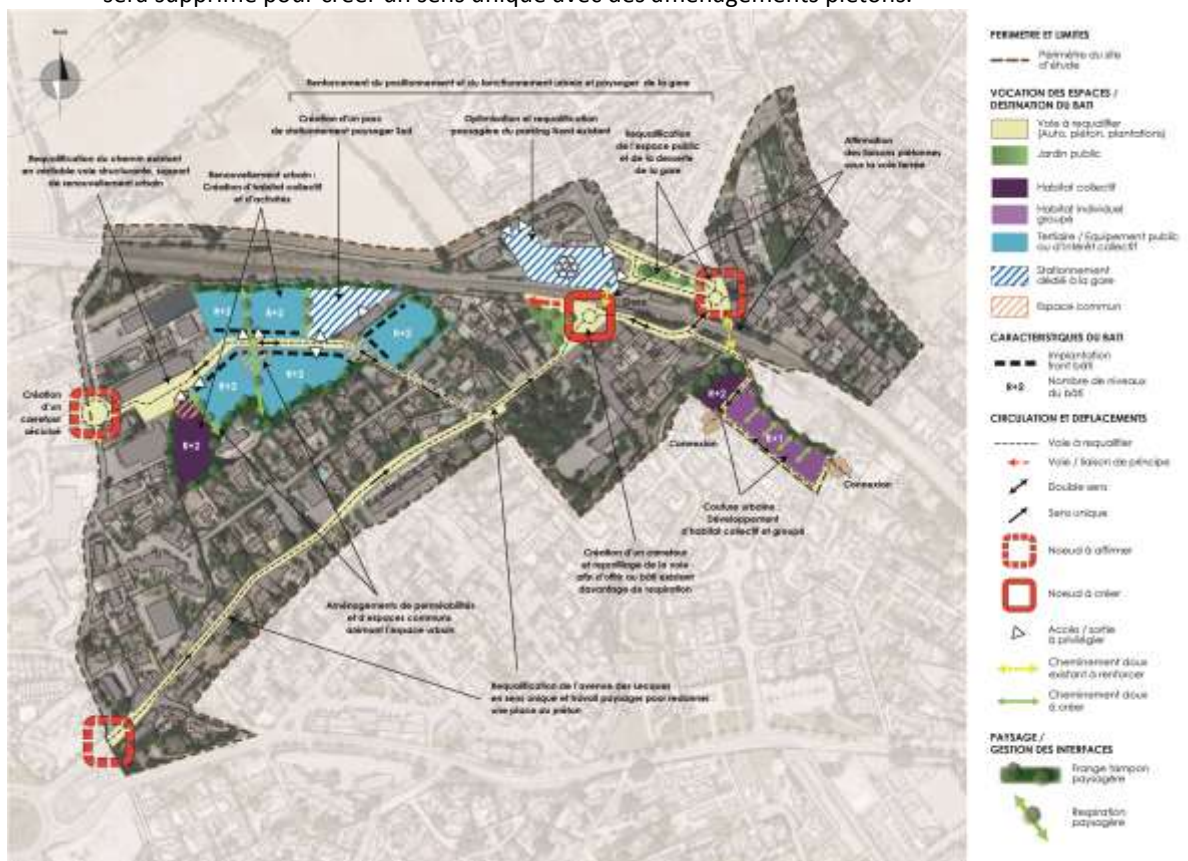 sera supprimé pour créer un sens unique avec des aménagements piétons.
Nord
Renforcement du positionnement et du fonctionnement urbain et paysager de la gare
Création d'un parc
de stationnement paysager Sud
Optimisation et requalification
paysagère du parking Nord existant
Requalification
de l'espace public
et de la desserte
de la gare
Affirmation
des liaisons piétonnes
sous la voie ferrée
Requalification du chemin existant
en véritable voie structurante, support
de renouvellement urbain
Renouvellement urbain :
Création d'habitat collectif
et d'activités
R+2
R+2
R+2
R+2
R+2
R+2
Création
d'un
carrefour
sécurisé
Gare
R+2
R+1
Connexion
Connexion
Couture urbaine :
Développement
d'habitat collectif et groupé
Création d'un carrefour
et reprofilage de la voie
afin d'offrir au bâti existant
davantage de respiration
Aménagements de perméabilités
et d'espaces communs
animant l'espace urbain
Requalification de l'avenue des Lecques
en sens unique et travail paysager pour redonner
une place au piéton
PERIMETRE ET LIMITES
Périmètre du site
d'étude
VOCATION DES ESPACES /
DESTINATION DU BATI
Voie à requalifier
(Auto, piéton, plantations)
Jardin public
Habitat collectif
Habitat individuel
groupé
Tertiaire / Equipement public
ou d'intérêt collectif
Stationnement
dédié à la gare
Espace commun
CARACTERISTIQUES DU BATI
Implantation
front bâti
R+2
Nombre de niveaux
du bâti
CIRCULATION ET DEPLACEMENTS
Voie à requalifier
Voie / liaison de principe
Double sens
Sens unique
Noeud à affirmer
Noeud à créer
Accès / sortie
à privilégier
Cheminement doux
existant à renforcer
Cheminement doux
à créer
PAYSAGE /
GESTION DES INTERFACES
Frange tampon
paysagère
Respiration
paysagère